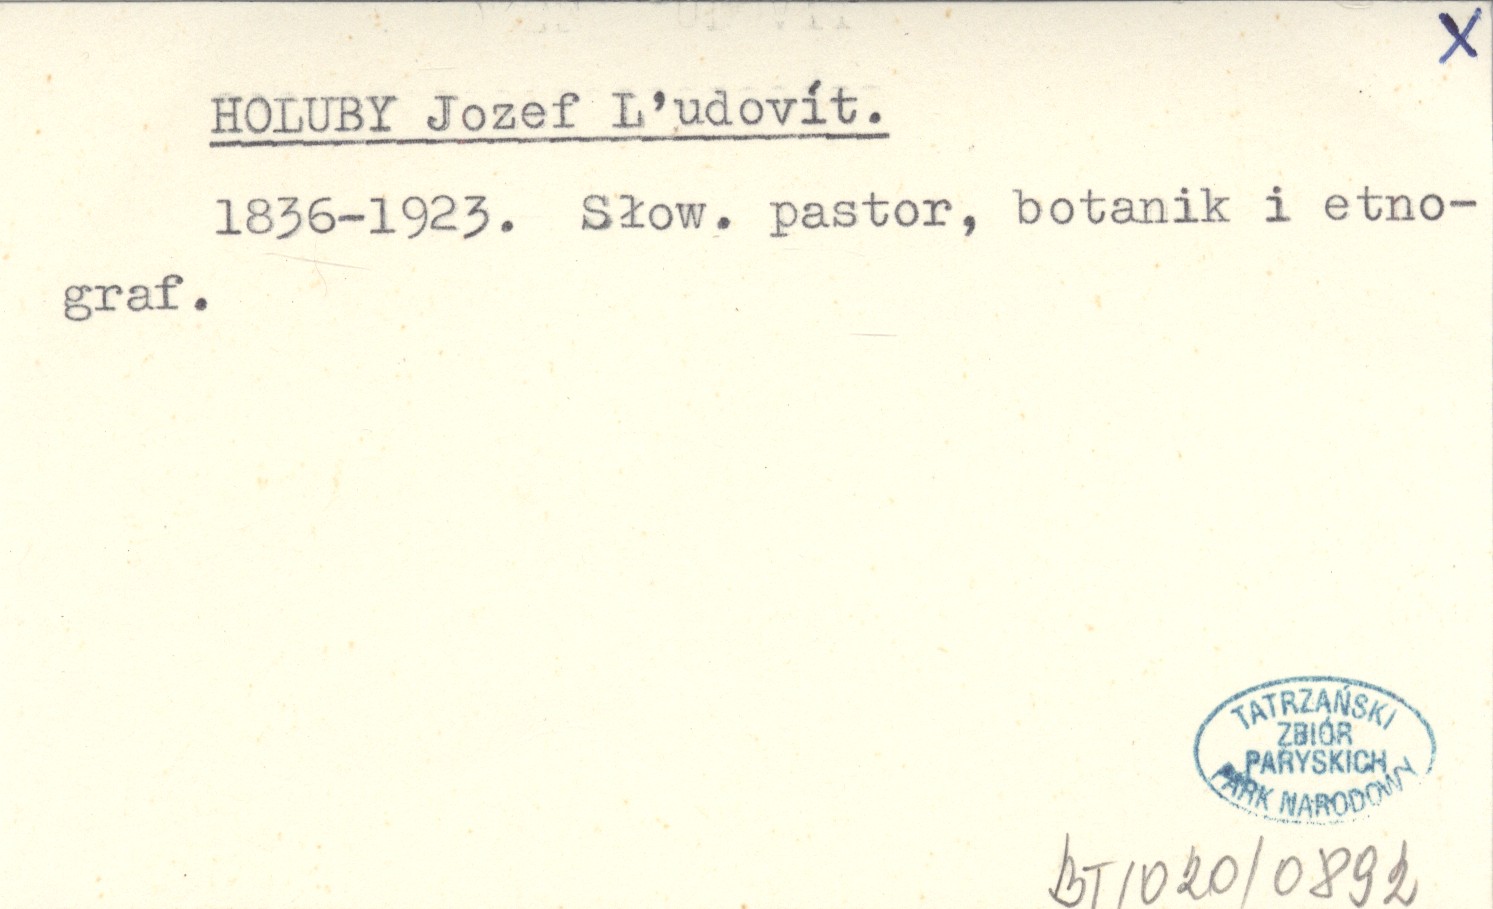 X
HOLUBY Jozef L'udovít.
1836-1923. Słow. pastor, botanik i etno-
graf.
TATRZAŃSKI
ZBIÓR
PARYSKICH
PARK NARODOWY
BT/020/0892